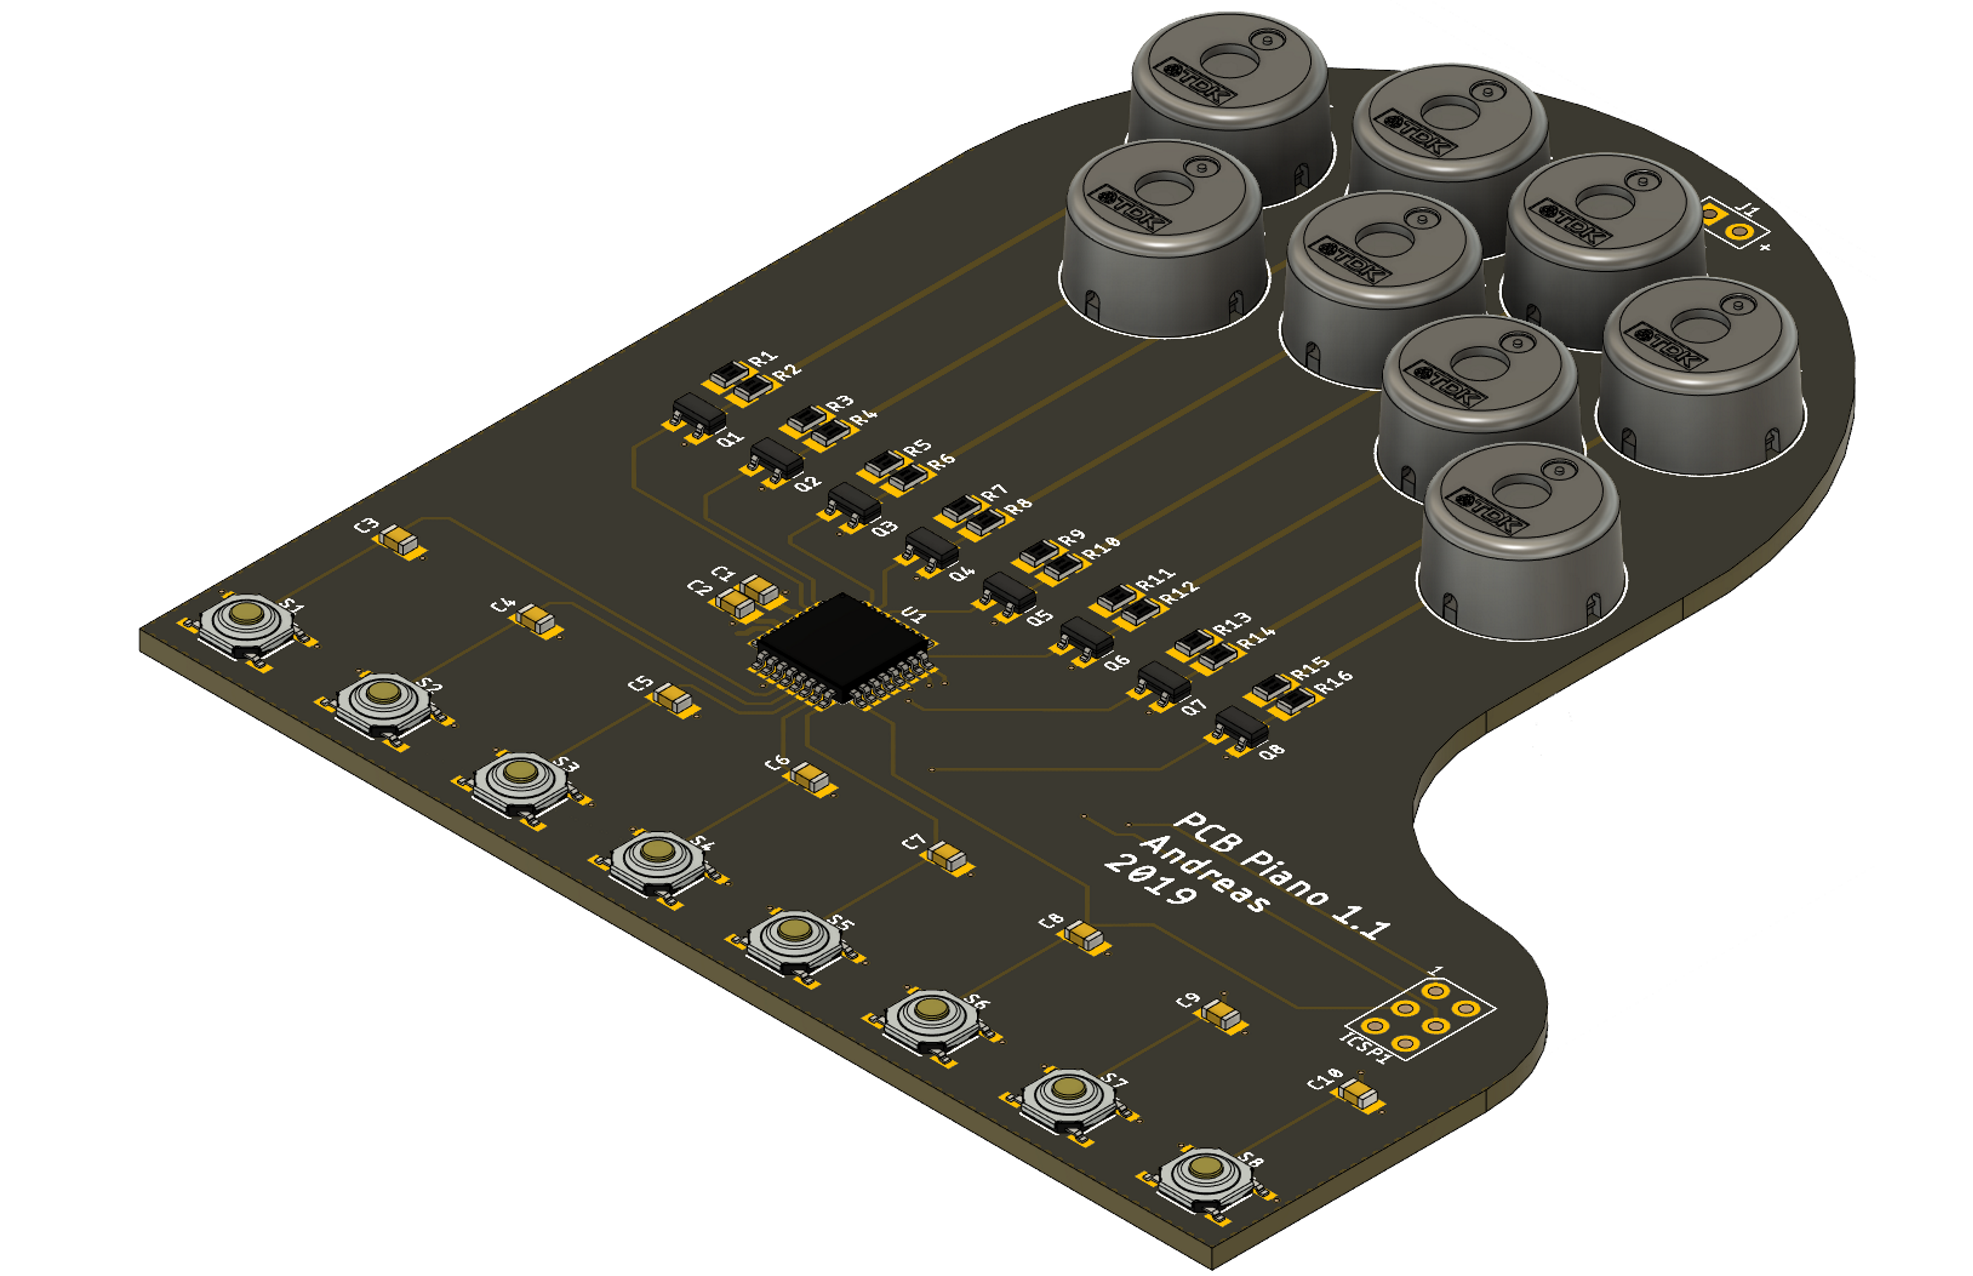 TDK
TDK
TDK
TDK
TDK
TDK
TDK
TDK
J1
+
R1
R2
Q1
R3
R4
Q2
R5
R6
Q3
R7
R8
Q4
R9
R10
Q5
R11
R12
Q6
R13
R14
Q7
R15
R16
Q8
C1
C2
U1
C3
C4
C5
C6
C7
C8
C9
C10
S1
S2
S3
S4
S5
S6
S7
S8
PCB Piano 1.1
Andreas
2019
1
ICSP1